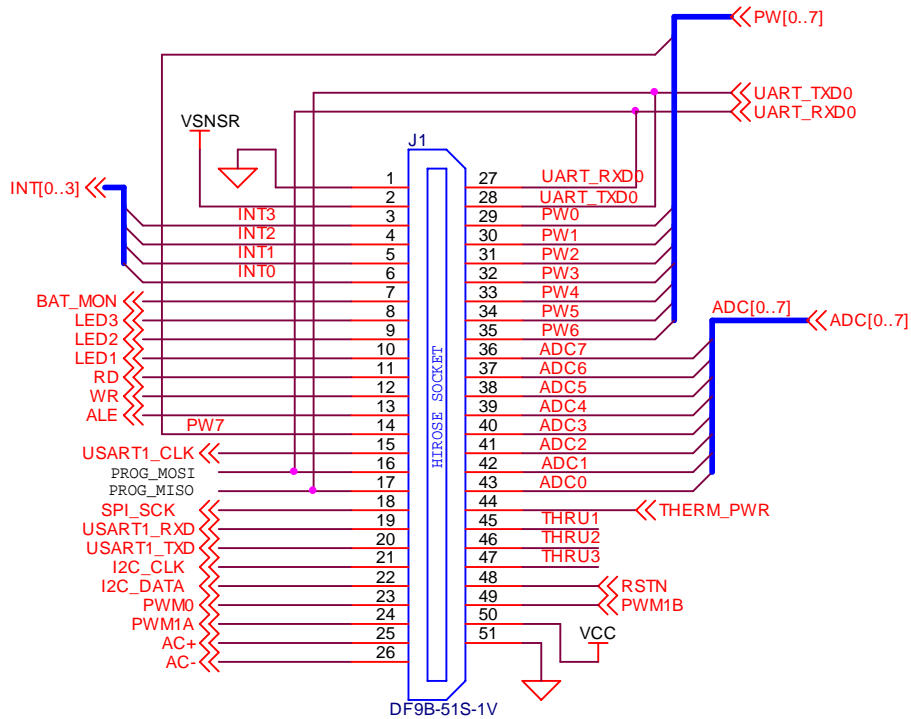 PW[0..7]
UART_TXD0
UART_RXD0
VSNSR
J1
INT[0..3]
1
2
INT3 3
INT2 4
INT1 5
INT0 6
BAT_MON 7
LED3 8
LED2 9
LED1 10
RD 11
WR 12
ALE 13
PW7 14
USART1_CLK 15
PROG_MOSI 16
PROG_MISO 17
SPI_SCK 18
USART1_RXD 19
USART1_TXD 20
I2C_CLK 21
I2C_DATA 22
PWM0 23
PWM1A 24
AC+ 25
AC- 26
HIROSE SOCKET
27 UART_RXD0
28 UART_TXD0
29 PW0
30 PW1
31 PW2
32 PW3
33 PW4
34 PW5
35 PW6
36 ADC7
37 ADC6
38 ADC5
39 ADC4
40 ADC3
41 ADC2
42 ADC1
43 ADC0
44 THERM_PWR
45 THRU1
46 THRU2
47 THRU3
48 RSTN
49 PWM1B
50
51
VCC
ADC[0..7]
ADC[0..7]
DF9B-51S-1V